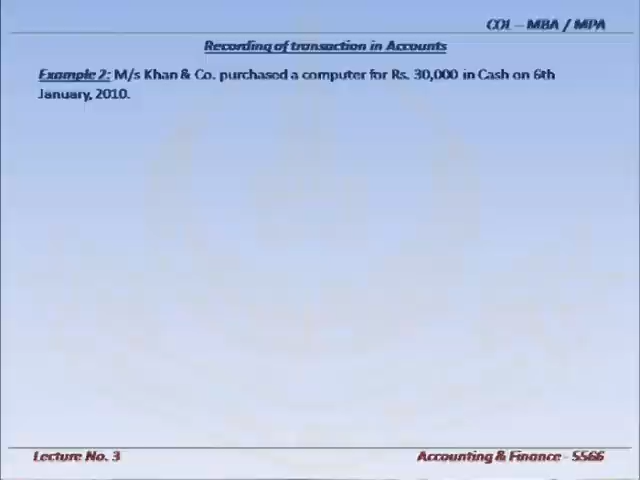 COL – MBA / MPA
Recording of transaction in Accounts
Example 2: M/s Khan & Co. purchased a computer for Rs. 30,000 in Cash on 6th
January, 2010.
Lecture No. 3 Accounting & Finance - 5566